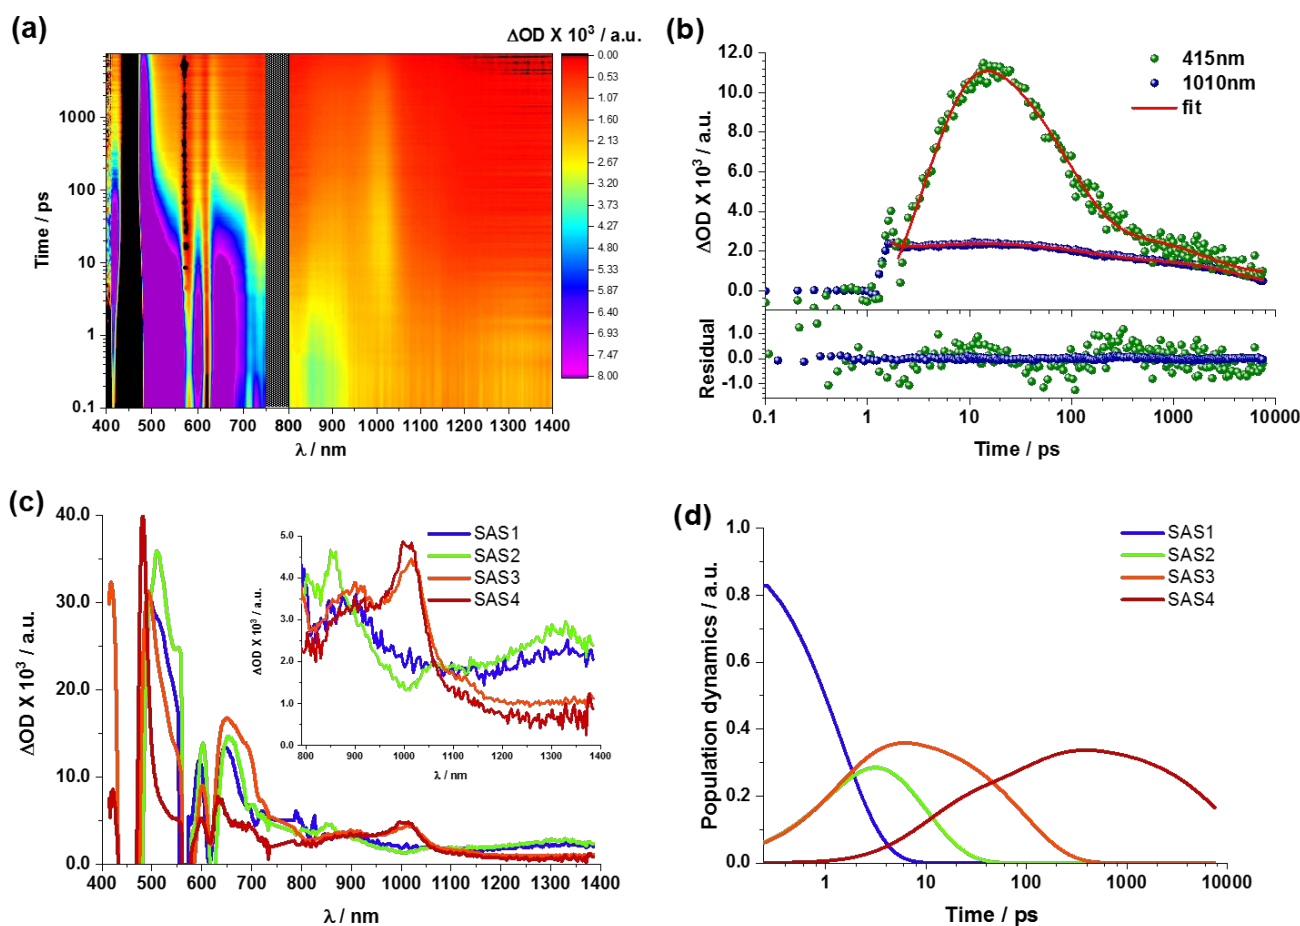 (a)
ΔOD X 10³ / a.u.
0.00
0.53
1.07
1.60
2.13
2.67
3.20
3.73
4.27
4.80
5.33
5.87
6.40
6.93
7.47
8.00
1000
100
10
1
0.1
Time / ps
400 500 600 700 800 900 1000 1100 1200 1300 1400
λ / nm
(b)
12.0
10.0
8.0
6.0
4.0
2.0
0.0
ΔOD X 10³ / a.u.
415nm
1010nm
fit
1.0
0.0
-1.0
Residual
0.1 1 10 100 1000 10000
Time / ps
(c)
40.0
30.0
20.0
10.0
0.0
ΔOD X 10³ / a.u.
400 500 600 700 800 900 1000 1100 1200 1300 1400
λ / nm
5.0
4.0
3.0
2.0
1.0
0.0
ΔOD X 10³ / a.u.
800 900 1000 1100 1200 1300 1400
λ / nm
SAS1
SAS2
SAS3
SAS4
(d)
1.0
0.8
0.6
0.4
0.2
0.0
Population dynamics / a.u.
SAS1
SAS2
SAS3
SAS4
1 10 100 1000 10000
Time / ps